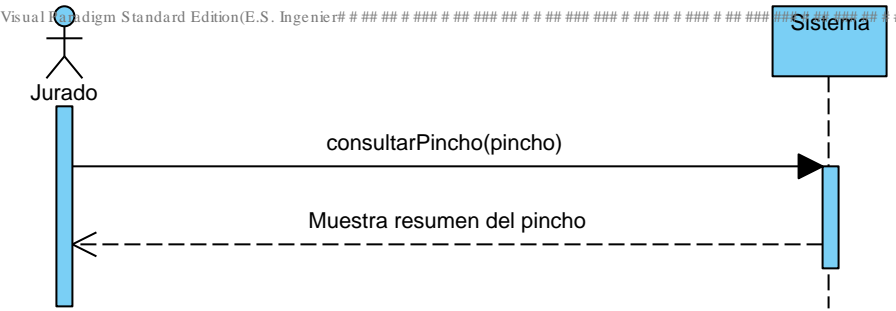 Visual Paradigm Standard Edition(E.S. Ingenier# # ## ## # ### # ## ### ## # # ## ### ### # ## ## # ### # ## ###
Sistema
Jurado
consultarPincho(pincho)
Muestra resumen del pincho